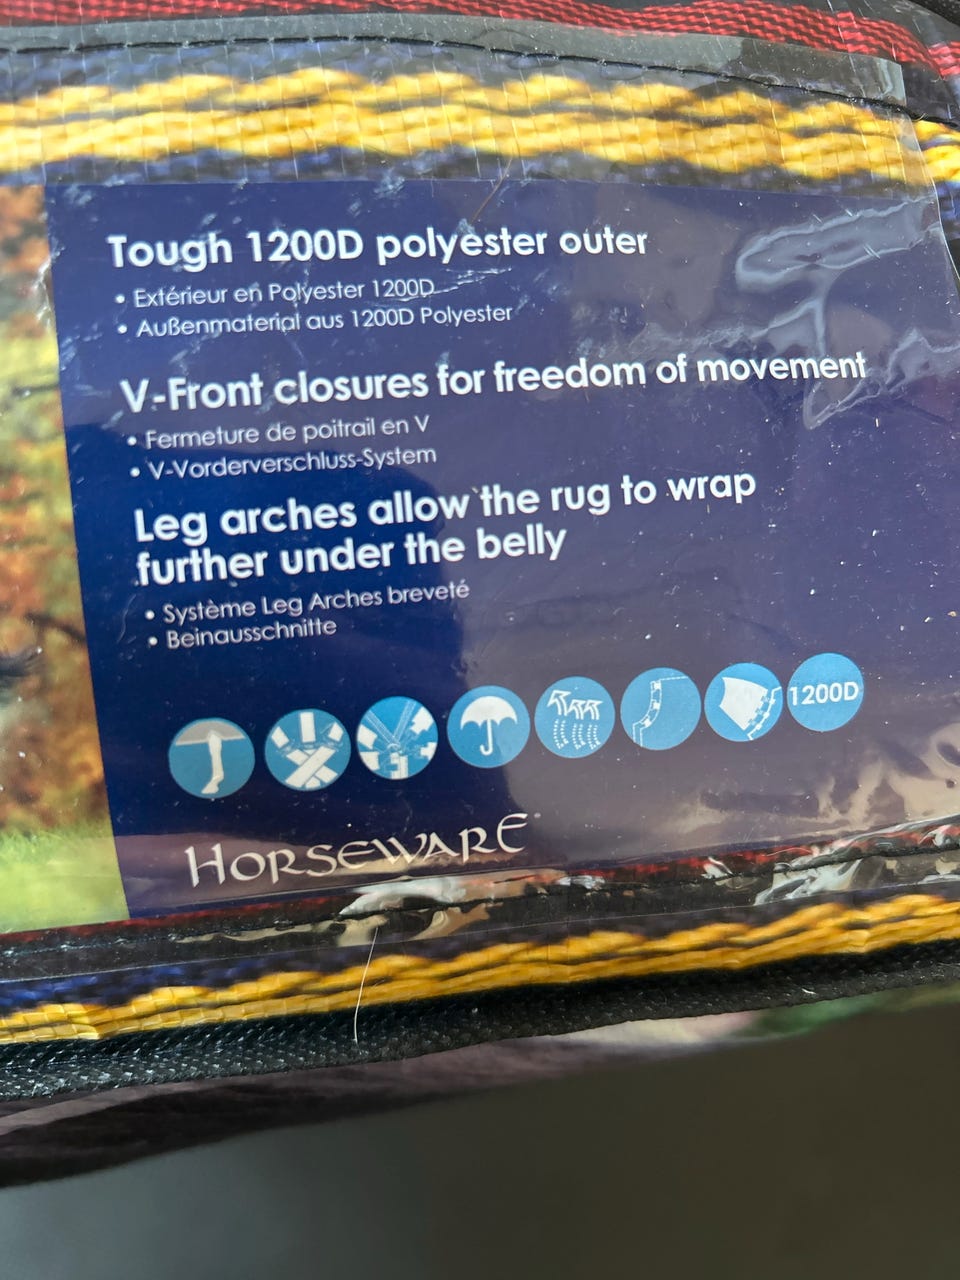 Tough 1200D polyester outer
• Extérieur en Polyester 1200D
• Außenmaterial aus 1200D Polyester
V-Front closures for freedom of movement
• Fermeture de poitrail en V
• V-Vorderverschluss-System
Leg arches allow the rug to wrap
further under the belly
• Système Leg Arches breveté
• Beinausschnitte
1200D
HORSEWARE